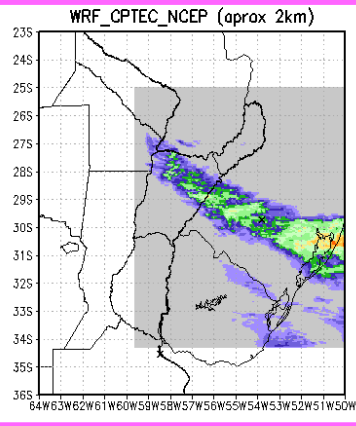 WRF_CPTEC_NCEP (aprox 2km)
23S
24S
25S
26S
27S
28S
29S
30S
31S
32S
33S
34S
35S
36S
64W63W62W61W60W59W58W57W56W55W54W53W52W51W50W